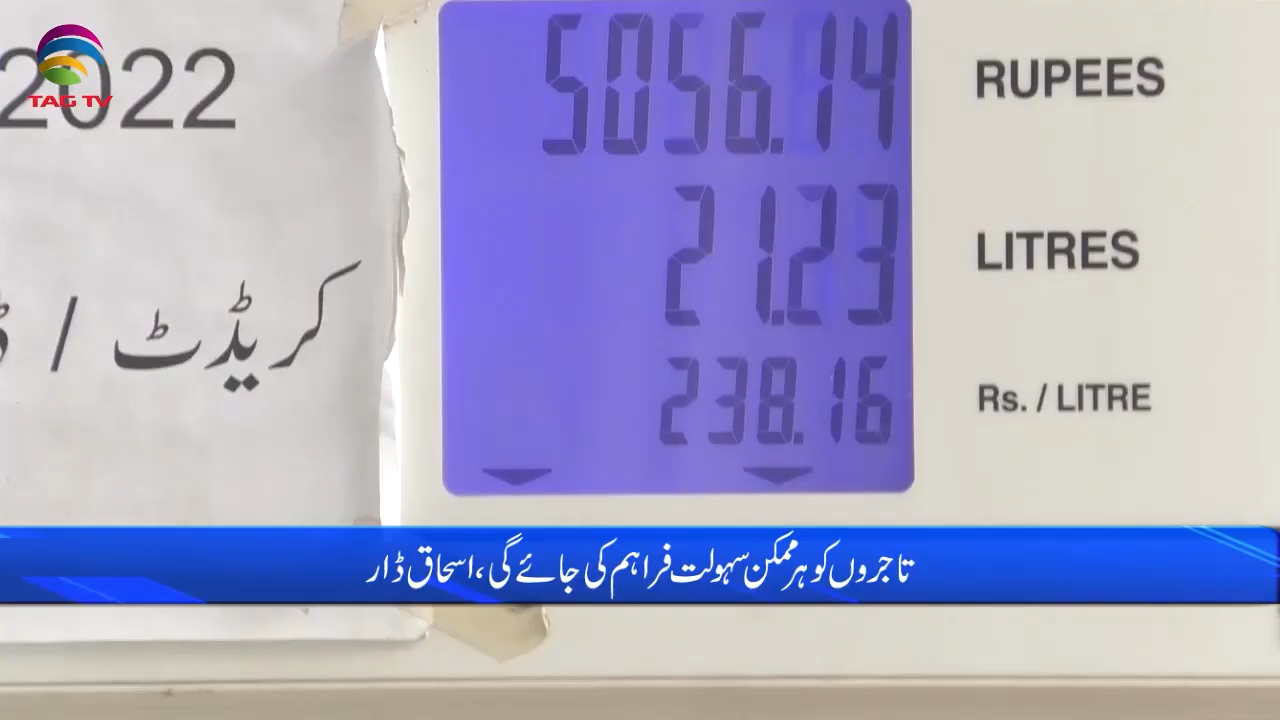 2022
TAG TV
5056.14 RUPEES
21.23 LITRES
238.16 Rs. / LITRE
کریڈٹ /
تاجروں کو ہر ممکن سہولت فراہم کی جائے گی، اسحاق ڈار